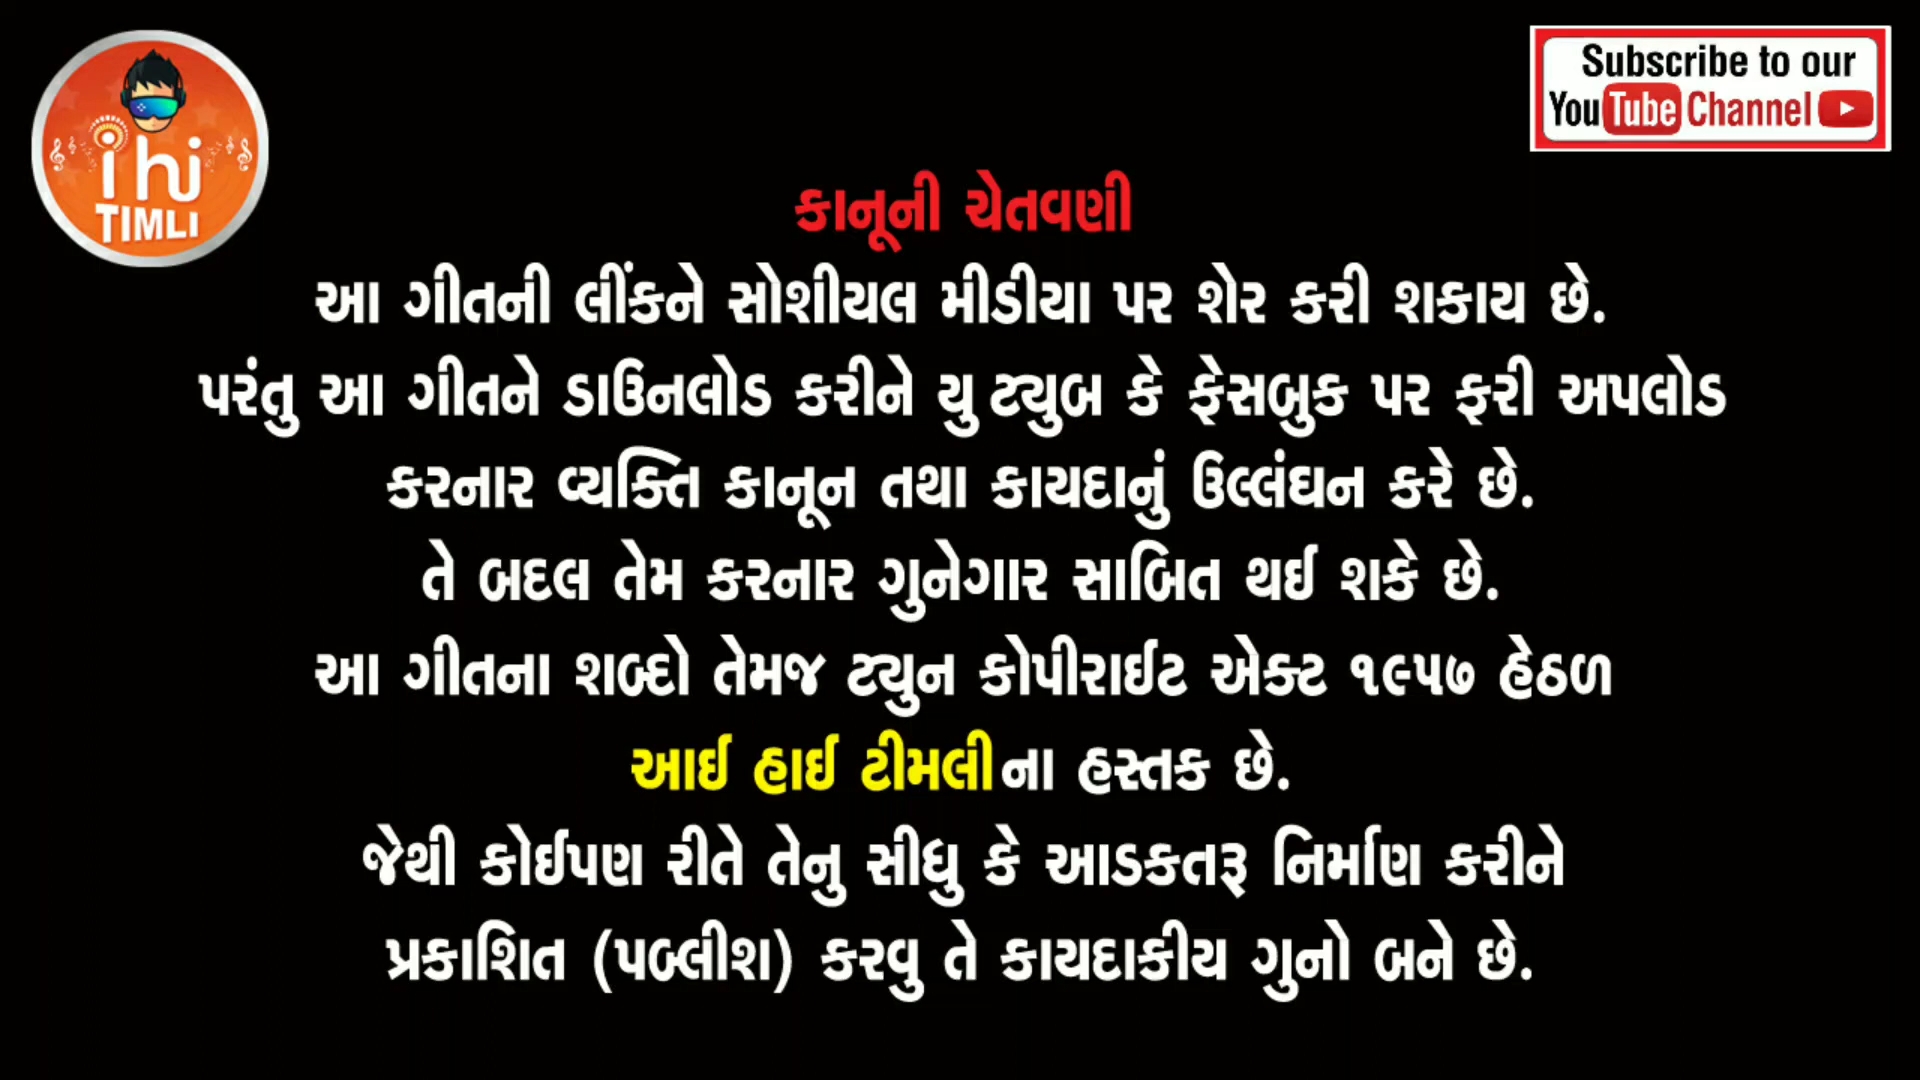 ihj
TIMLI
Subscribe to our
YouTube Channel
કાનૂની ચેતવણી
આ ગીતની લીંકને સોશીયલ મીડીયા પર શેર કરી શકાય છે.
પરંતુ આ ગીતને ડાઉનલોડ કરીને યુ ટ્યુબ કે ફેસબુક પર ફરી અપલોડ
કરનાર વ્યક્તિ કાનૂન તથા કાયદાનું ઉલ્લંઘન કરે છે.
તે બદલ તેમ કરનાર ગુનેગાર સાબિત થઈ શકે છે.
આ ગીતના શબ્દો તેમજ ટ્યુન કોપીરાઈટ એક્ટ ૧૯૫૭ હેઠળ
આઈ હાઈ ટીમલીના હસ્તક છે.
જેથી કોઈપણ રીતે તેનુ સીધુ કે આડકતરૂ નિર્માણ કરીને
પ્રકાશિત (પબ્લીશ) કરવુ તે કાયદાકીય ગુનો બને છે.